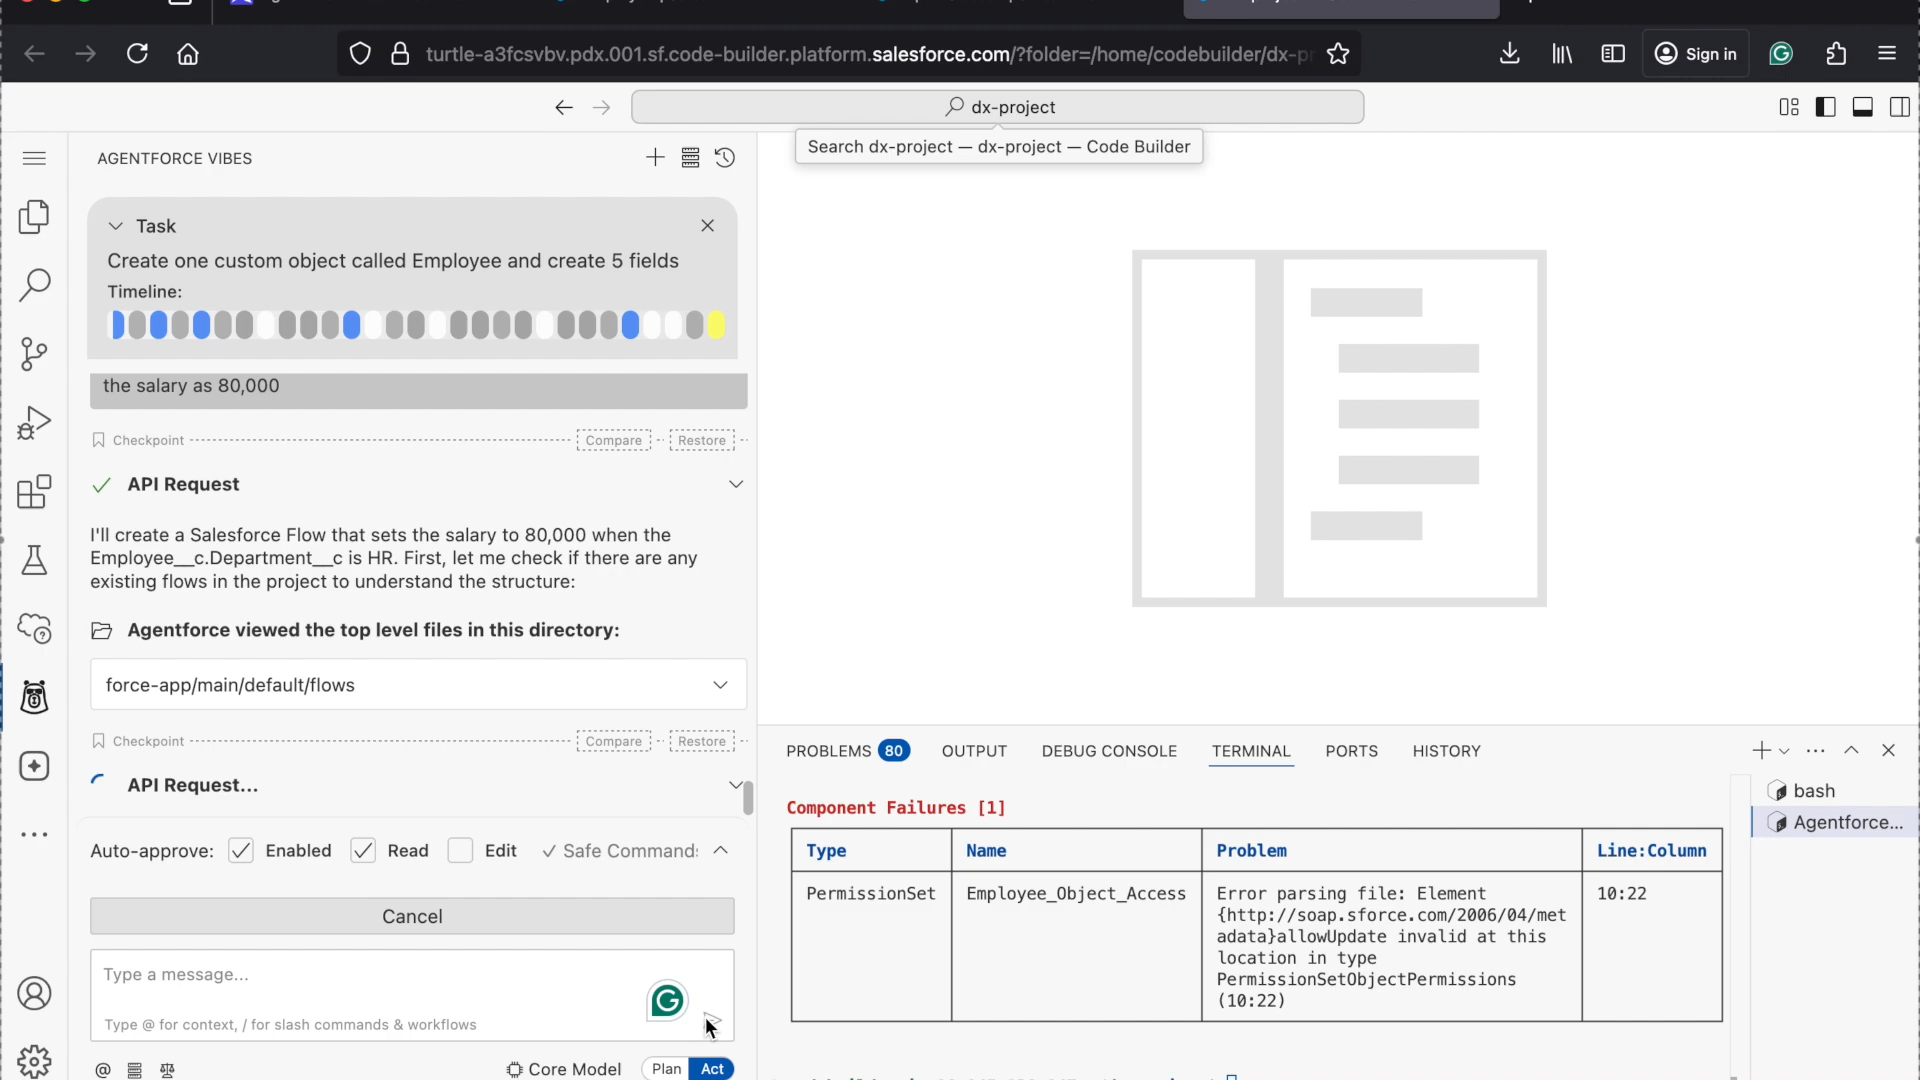 turtle-a3fcsvbv.pdx.001.sf.code-builder.platform.salesforce.com/?folder=/home/codebuilder/dx-pr
Sign in
dx-project
Search dx-project — dx-project — Code Builder
AGENTFORCE VIBES
Task
Create one custom object called Employee and create 5 fields
Timeline:
the salary as 80,000
Checkpoint
Compare
Restore
API Request
I'll create a Salesforce Flow that sets the salary to 80,000 when the
Employee__c.Department__c is HR. First, let me check if there are any
existing flows in the project to understand the structure:
Agentforce viewed the top level files in this directory:
force-app/main/default/flows
Checkpoint
Compare
Restore
API Request...
Auto-approve:
Enabled
Read
Edit
Safe Command
Cancel
Type a message...
Type @ for context, / for slash commands & workflows
@
Core Model
Plan
Act
PROBLEMS 80
OUTPUT
DEBUG CONSOLE
TERMINAL
PORTS
HISTORY
bash
Agentforce...
Component Failures [1]
Type
Name
Problem
Line:Column
PermissionSet
Employee_Object_Access
Error parsing file: Element
{http://soap.sforce.com/2006/04/met
adata}allowUpdate invalid at this
location in type
PermissionSetObjectPermissions
(10:22)
10:22